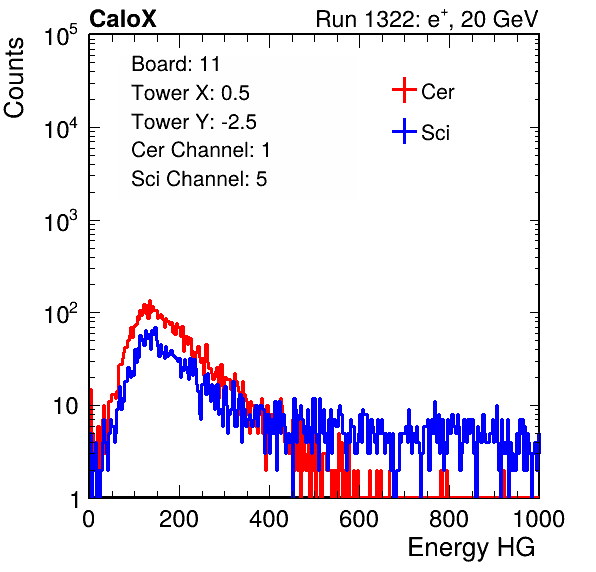 CaloX Run 1322: e⁺, 20 GeV
Counts
10⁵
10⁴
10³
10²
10
1
Board: 11
Tower X: 0.5
Tower Y: -2.5
Cer Channel: 1
Sci Channel: 5
Cer
Sci
0 200 400 600 800 1000
Energy HG